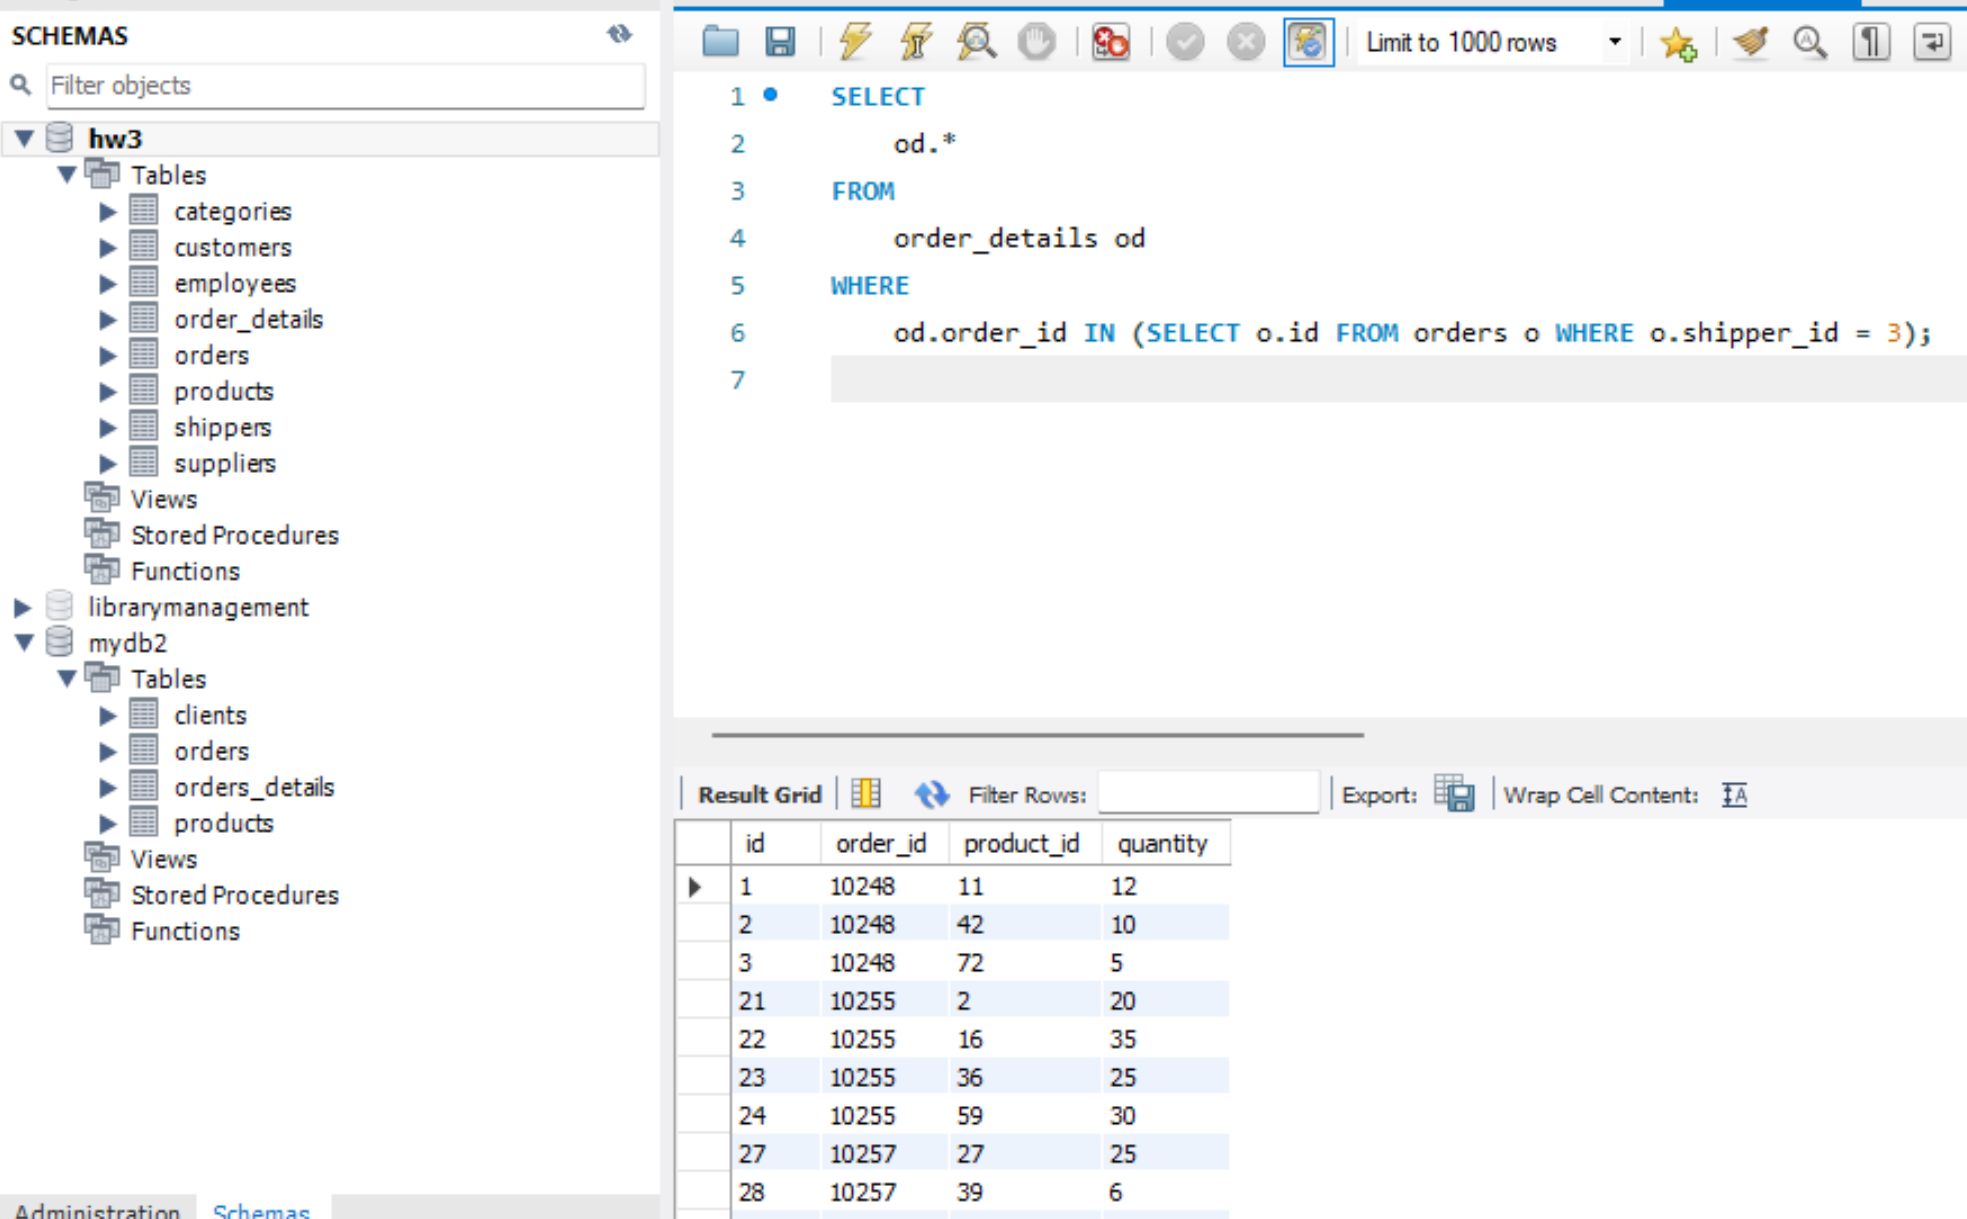 SCHEMAS
Filter objects
hw3
Tables
categories
customers
employees
order_details
orders
products
shippers
suppliers
Views
Stored Procedures
Functions
librarymanagement
mydb2
Tables
clients
orders
orders_details
products
Views
Stored Procedures
Functions
Administration Schemas
Limit to 1000 rows
1 SELECT
2 od.*
3 FROM
4 order_details od
5 WHERE
6 od.order_id IN (SELECT o.id FROM orders o WHERE o.shipper_id = 3);
7
Result Grid Filter Rows: Export: Wrap Cell Content:
id order_id product_id quantity
1 10248 11 12
2 10248 42 10
3 10248 72 5
21 10255 2 20
22 10255 16 35
23 10255 36 25
24 10255 59 30
27 10257 27 25
28 10257 39 6